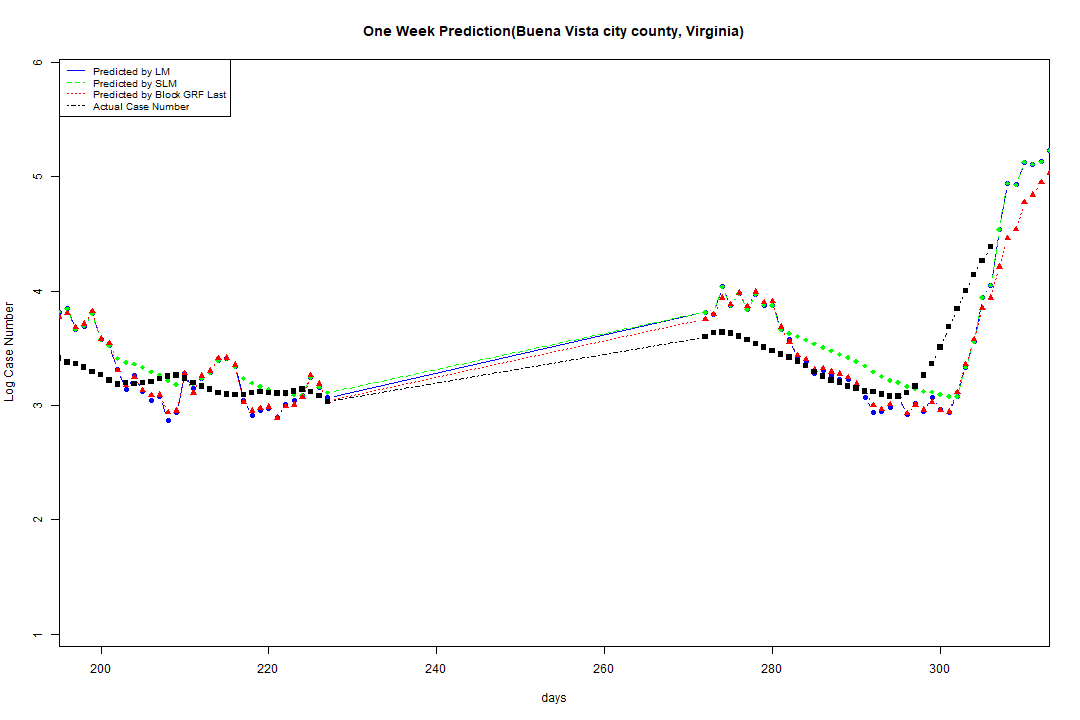 One Week Prediction(Buena Vista city county, Virginia)
Predicted by LM
Predicted by SLM
Predicted by Block GRF Last
Actual Case Number
Log Case Number
6
5
4
3
2
1
200 220 240 260 280 300
days